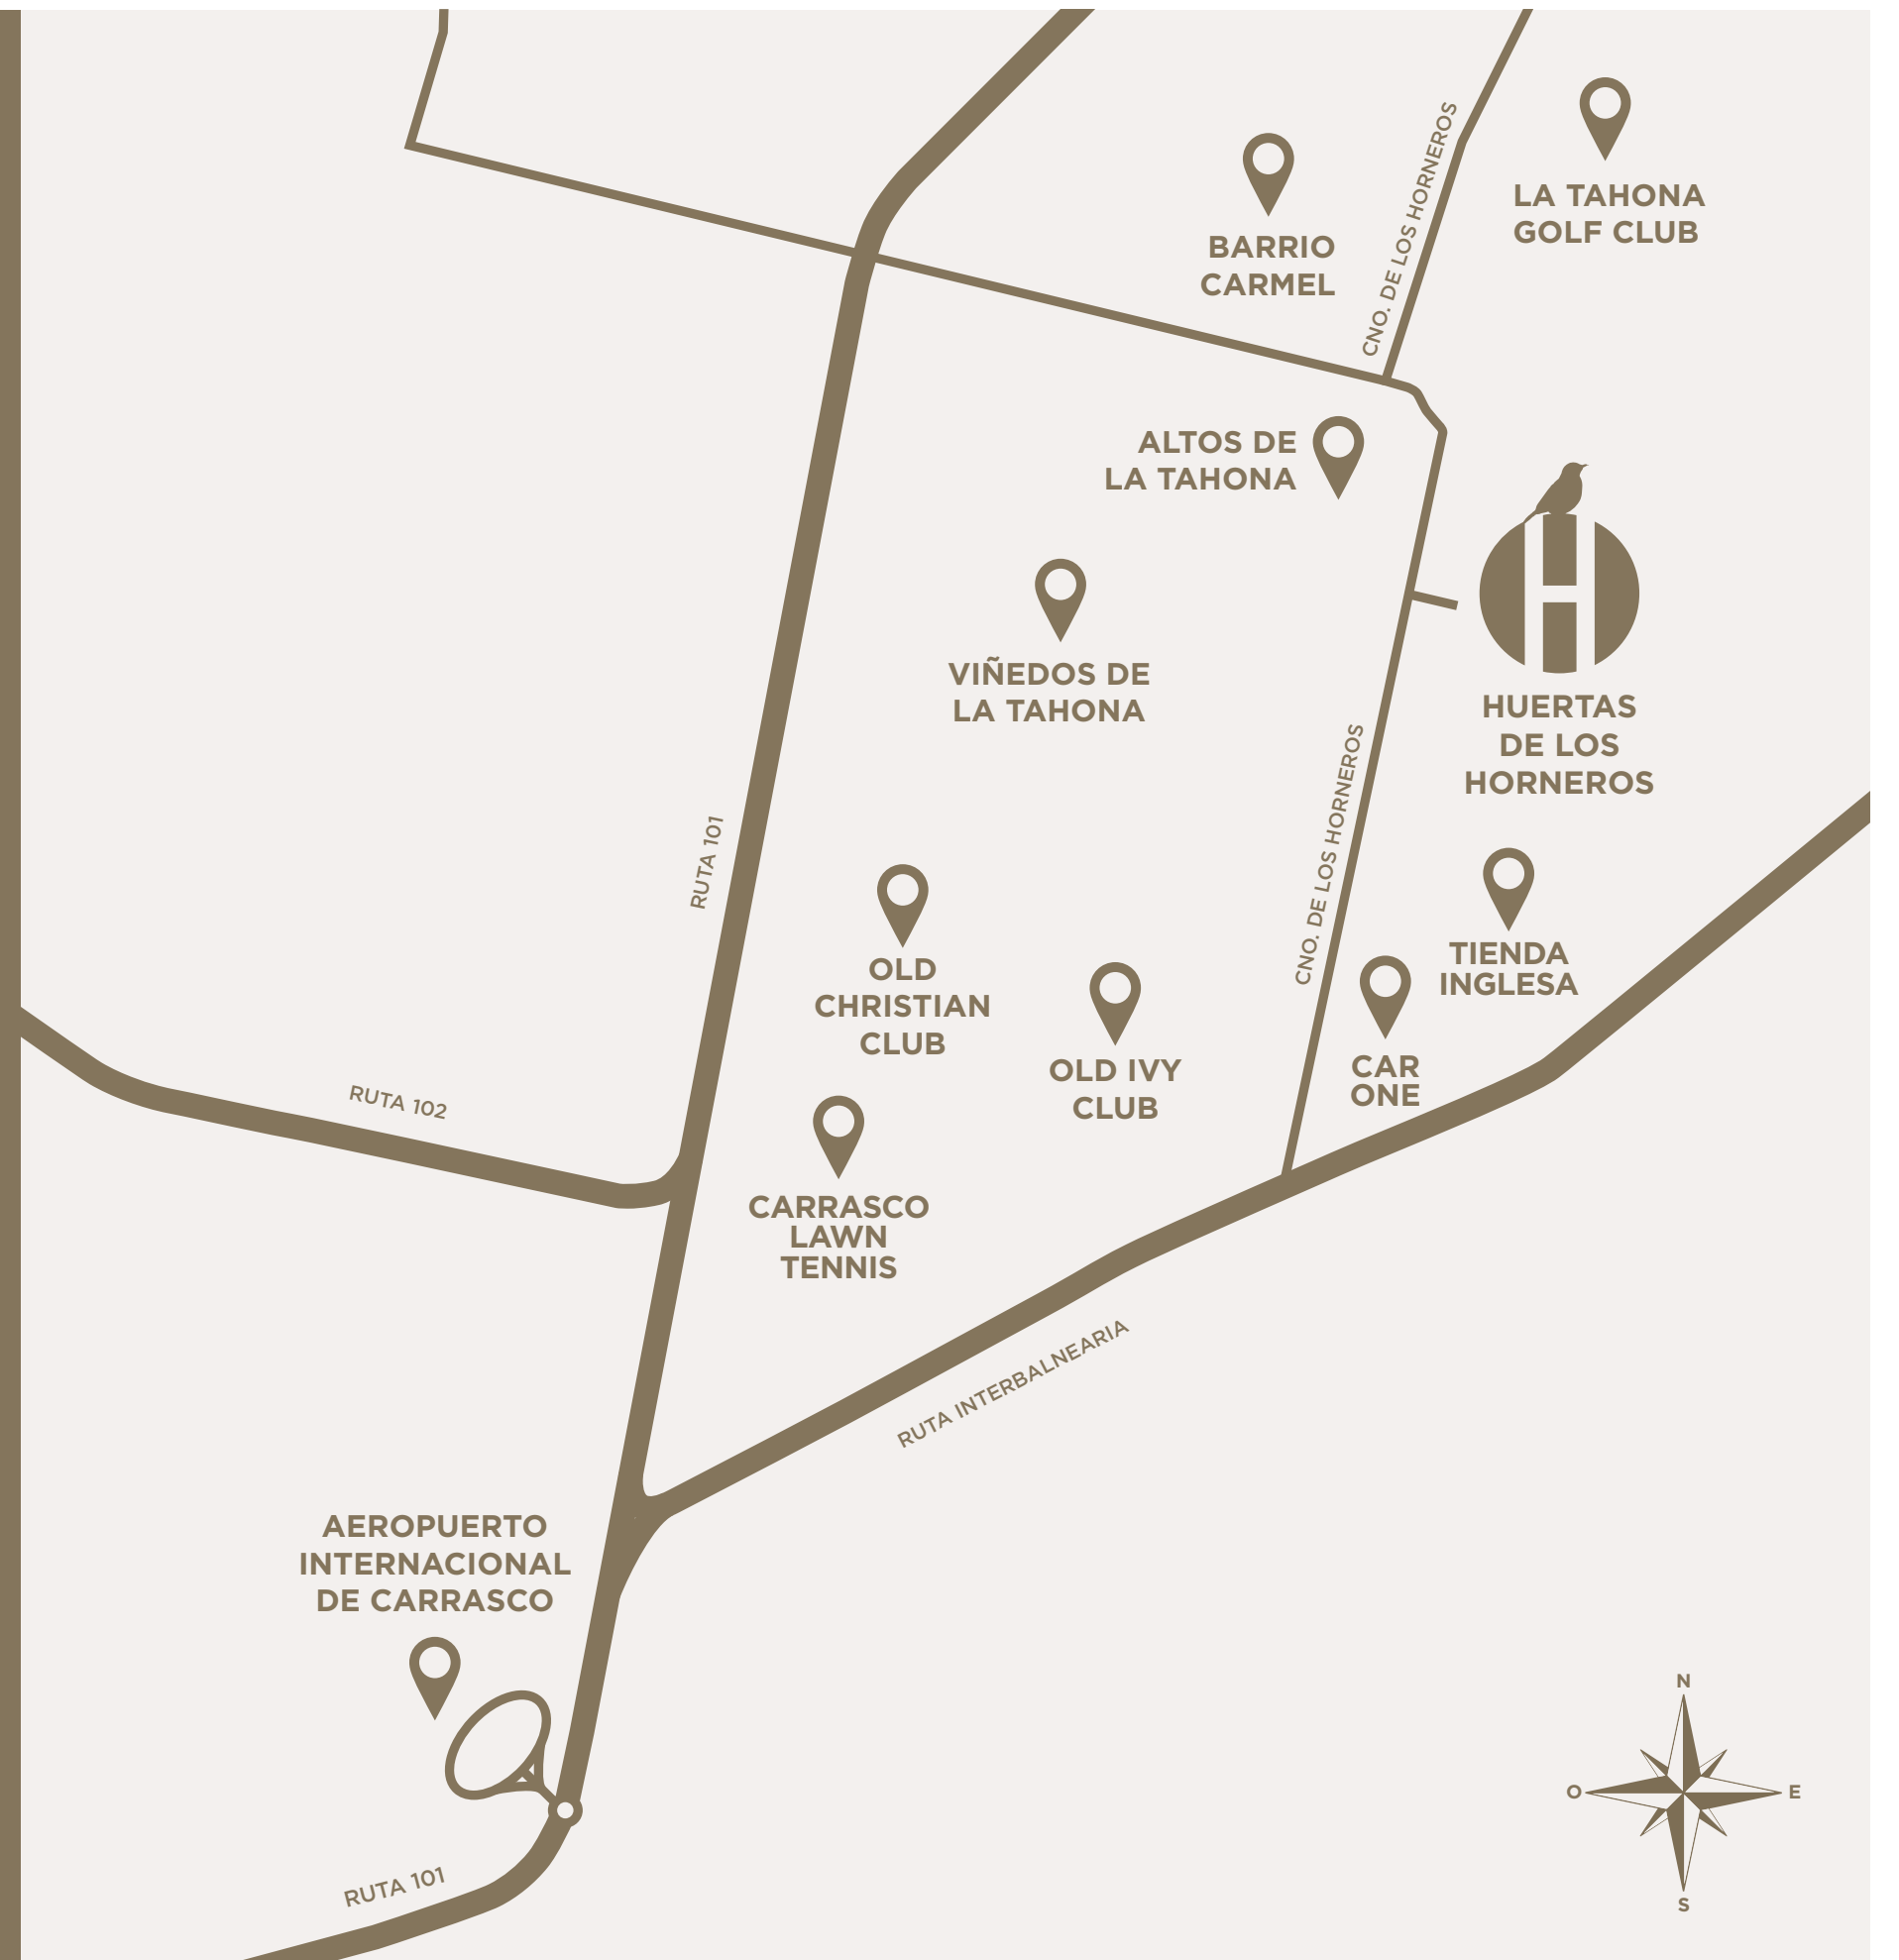 CNO. DE LOS HORNEROS
LA TAHONA
GOLF CLUB
BARRIO
CARMEL
ALTOS DE
LA TAHONA
H
VIÑEDOS DE
LA TAHONA
HUERTAS
DE LOS
HORNEROS
CNO. DE LOS HORNEROS
RUTA 101
TIENDA
INGLESA
OLD
CHRISTIAN
CLUB
OLD IVY
CLUB
CAR
ONE
RUTA 102
CARRASCO
LAWN
TENNIS
RUTA INTERBALNEARIA
AEROPUERTO
INTERNACIONAL
DE CARRASCO
RUTA 101
N
O
E
S